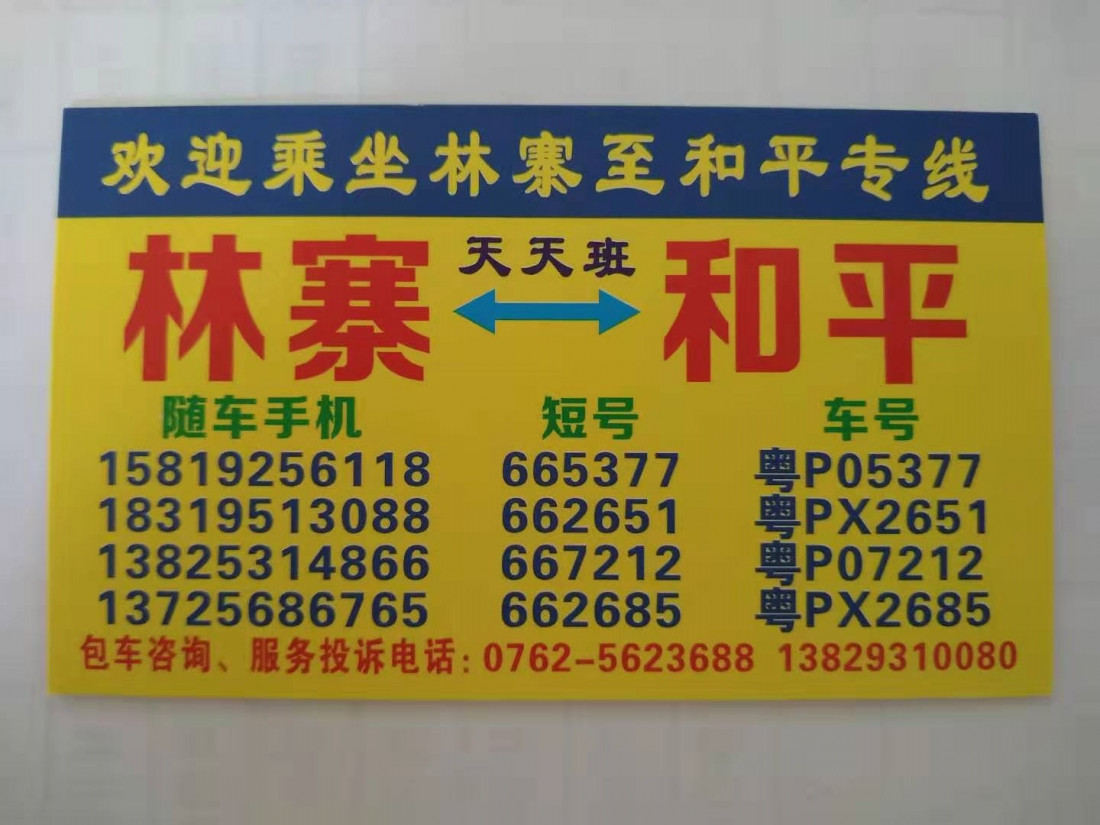 欢迎乘坐林寨至和平专线
天天班
林寨 和平
随车手机 短号 车号
15819256118 665377 粤P05377
18319513088 662651 粤PX2651
13825314866 667212 粤P07212
13725686765 662685 粤PX2685
包车咨询、服务投诉电话:0762-5623688 13829310080